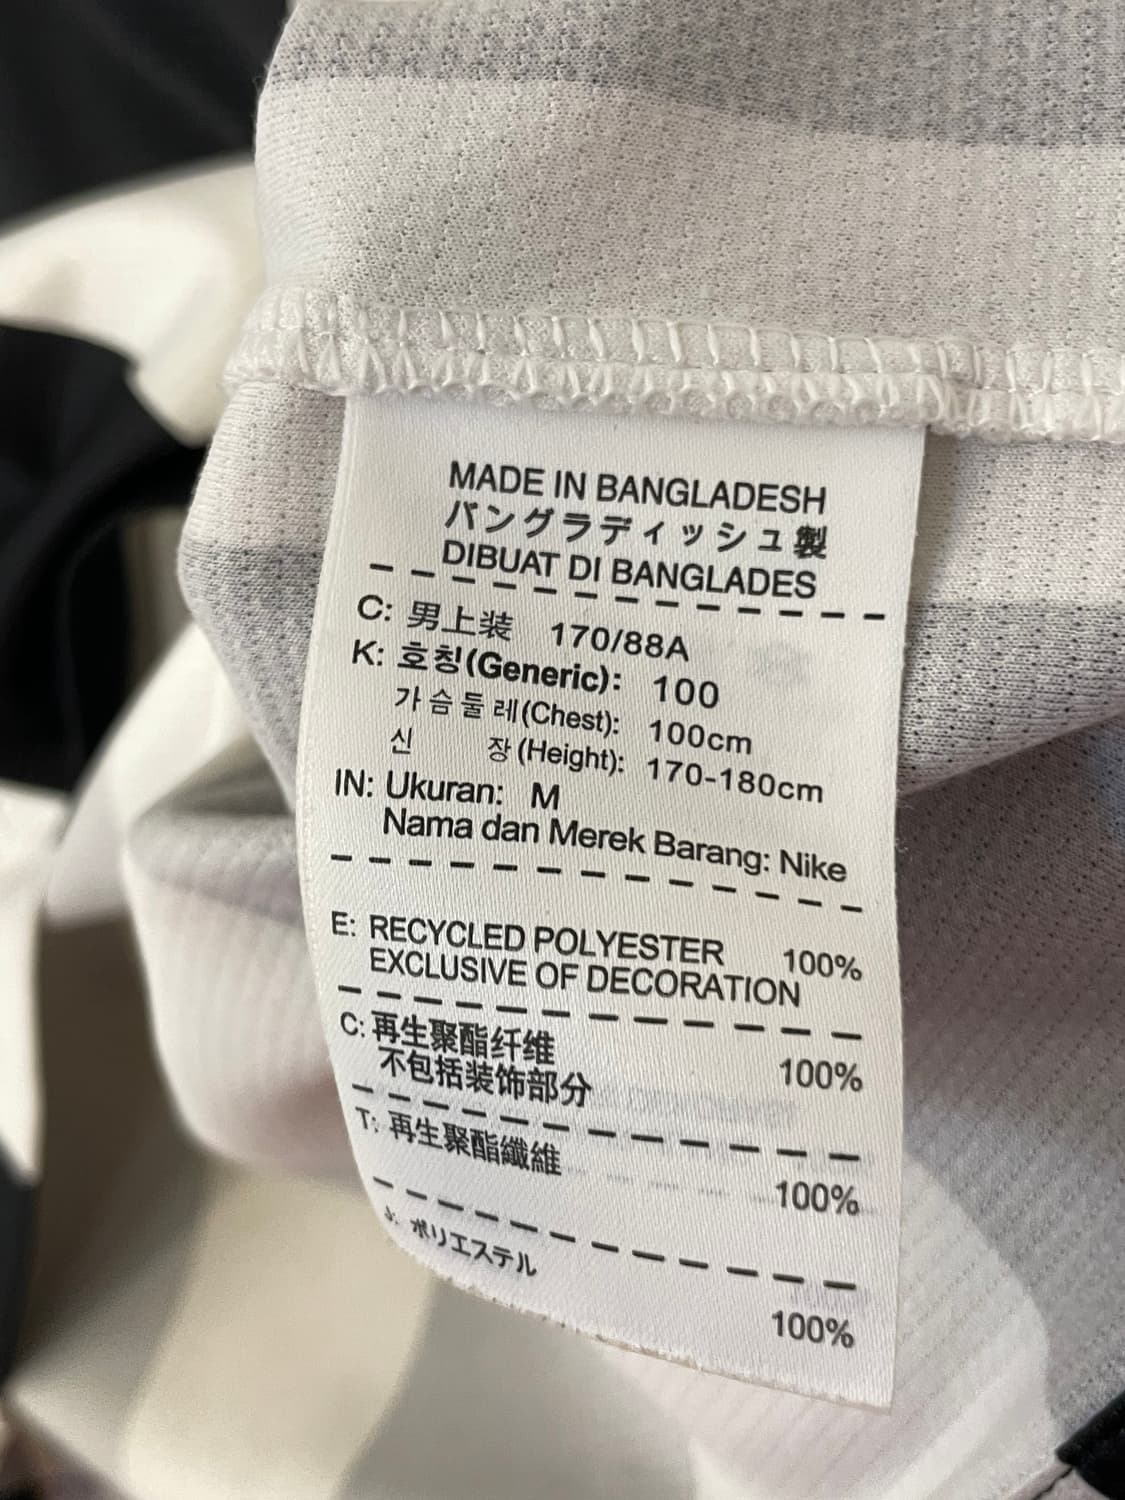 MADE IN BANGLADESH
バングラディッシュ製
DIBUAT DI BANGLADES
C: 男上装 170/88A
K: 호칭(Generic): 100
가슴둘레(Chest): 100cm
신 장(Height): 170-180cm
IN: Ukuran: M
Nama dan Merek Barang: Nike
E: RECYCLED POLYESTER 100%
EXCLUSIVE OF DECORATION
C: 再生聚酯纤维 100%
不包括装饰部分
T: 再生聚酯纖維 100%
ポリエステル 100%